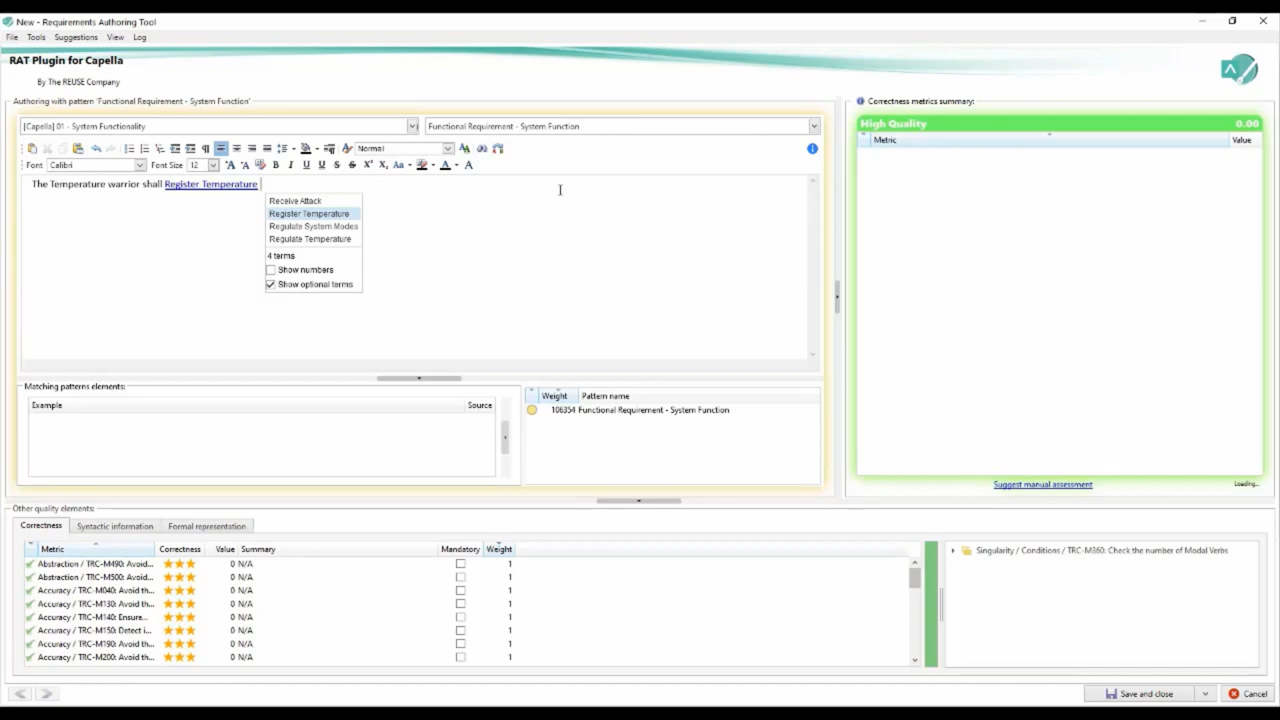 New - Requirements Authoring Tool
File Tools Suggestions View Log
RAT Plugin for Capella
By The REUSE Company
Authoring with pattern 'Functional Requirement - System Function'
[Capella] 01 - System Functionality
Functional Requirement - System Function
Normal
Font Calibri Font Size 12
The Temperature warrior shall Register Temperature
Receive Attack
Register Temperature
Regulate System Modes
Regulate Temperature
4 terms
Show numbers
Show optional terms
Matching patterns elements:
Example Source
Weight Pattern name
106354 Functional Requirement - System Function
Correctness metrics summary:
High Quality 0.00
Metric Value
Suggest manual assessment
Loading...
Other quality elements:
Correctness Syntactic information Formal representation
Metric Correctness Value Summary Mandatory Weight
Abstraction / TRC-M490: Avoid... 0 N/A 1
Abstraction / TRC-M500: Avoid... 0 N/A 1
Accuracy / TRC-M040: Avoid th... 0 N/A 1
Accuracy / TRC-M130: Avoid th... 0 N/A 1
Accuracy / TRC-M140: Ensure... 0 N/A 1
Accuracy / TRC-M150: Detect i... 0 N/A 1
Accuracy / TRC-M190: Avoid th... 0 N/A 1
Accuracy / TRC-M200: Avoid th... 0 N/A 1
Singularity / Conditions / TRC-M360: Check the number of Modal Verbs
Save and close
Cancel